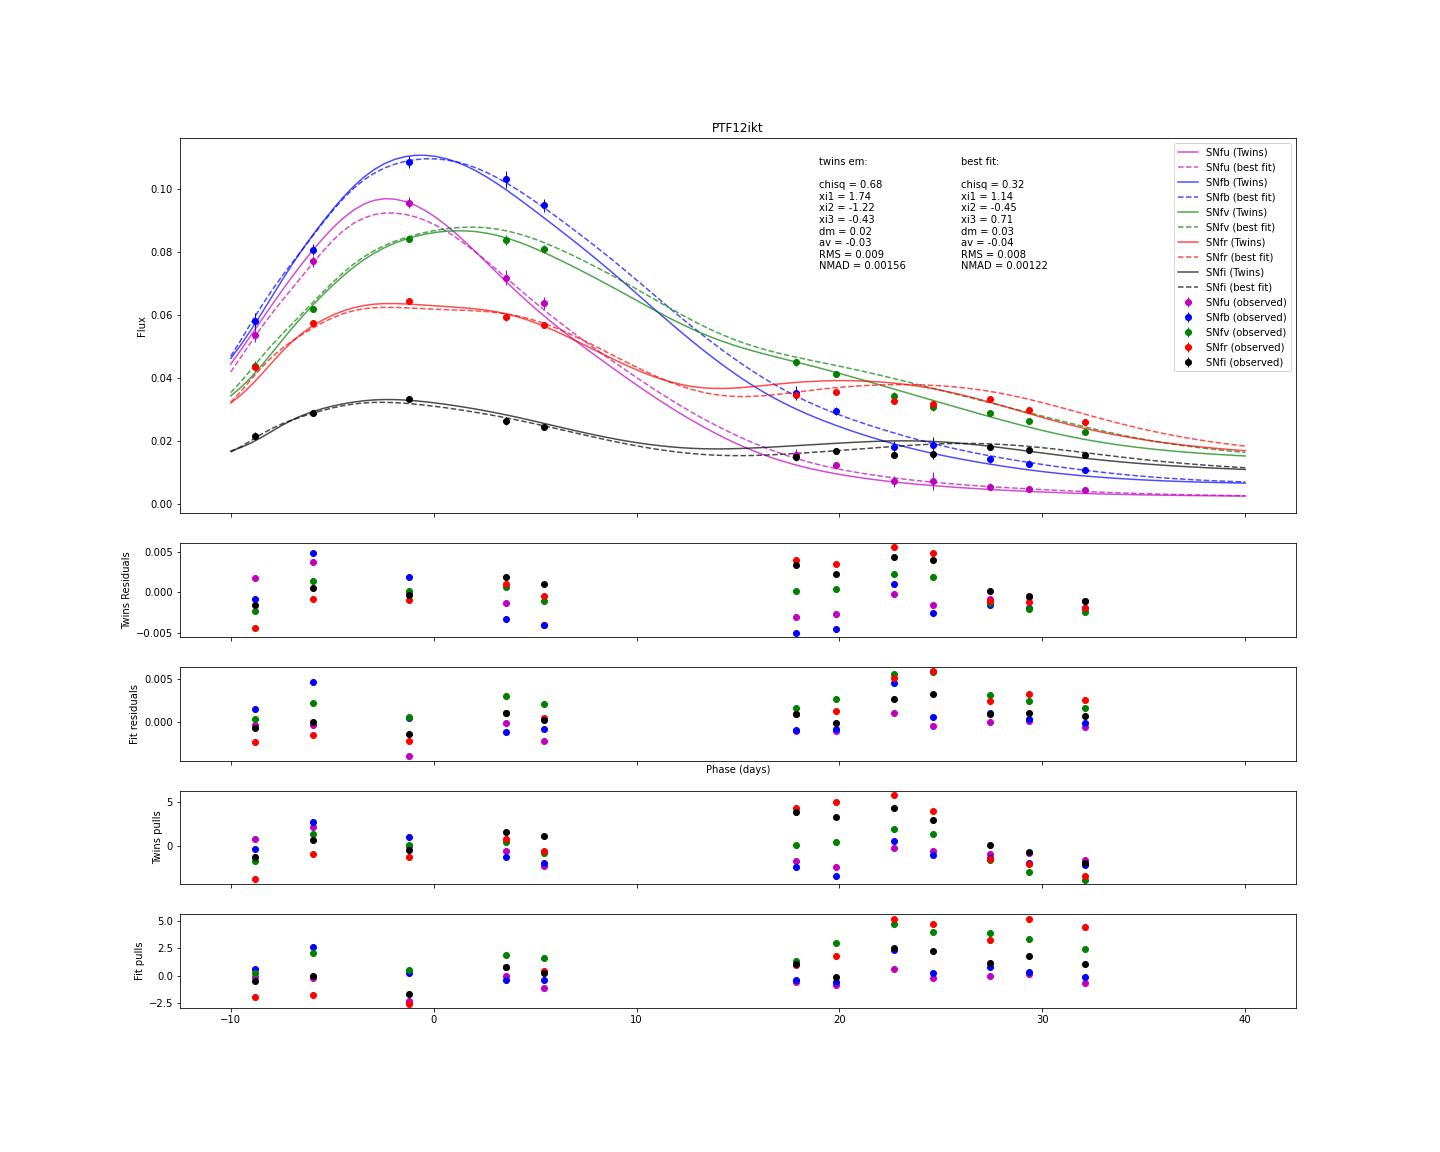 PTF12ikt
Flux
0.10
0.08
0.06
0.04
0.02
0.00
twins em:
chisq = 0.68
xi1 = 1.74
xi2 = -1.22
xi3 = -0.43
dm = 0.02
av = -0.03
RMS = 0.009
NMAD = 0.00156
best fit:
chisq = 0.32
xi1 = 1.14
xi2 = -0.45
xi3 = 0.71
dm = 0.03
av = -0.04
RMS = 0.008
NMAD = 0.00122
SNfu (Twins)
SNfu (best fit)
SNfb (Twins)
SNfb (best fit)
SNfv (Twins)
SNfv (best fit)
SNfr (Twins)
SNfr (best fit)
SNfi (Twins)
SNfi (best fit)
SNfu (observed)
SNfb (observed)
SNfv (observed)
SNfr (observed)
SNfi (observed)
Twins Residuals
0.005
0.000
−0.005
Fit residuals
0.005
0.000
Phase (days)
Twins pulls
5
0
Fit pulls
5.0
2.5
0.0
−2.5
−10
0
10
20
30
40